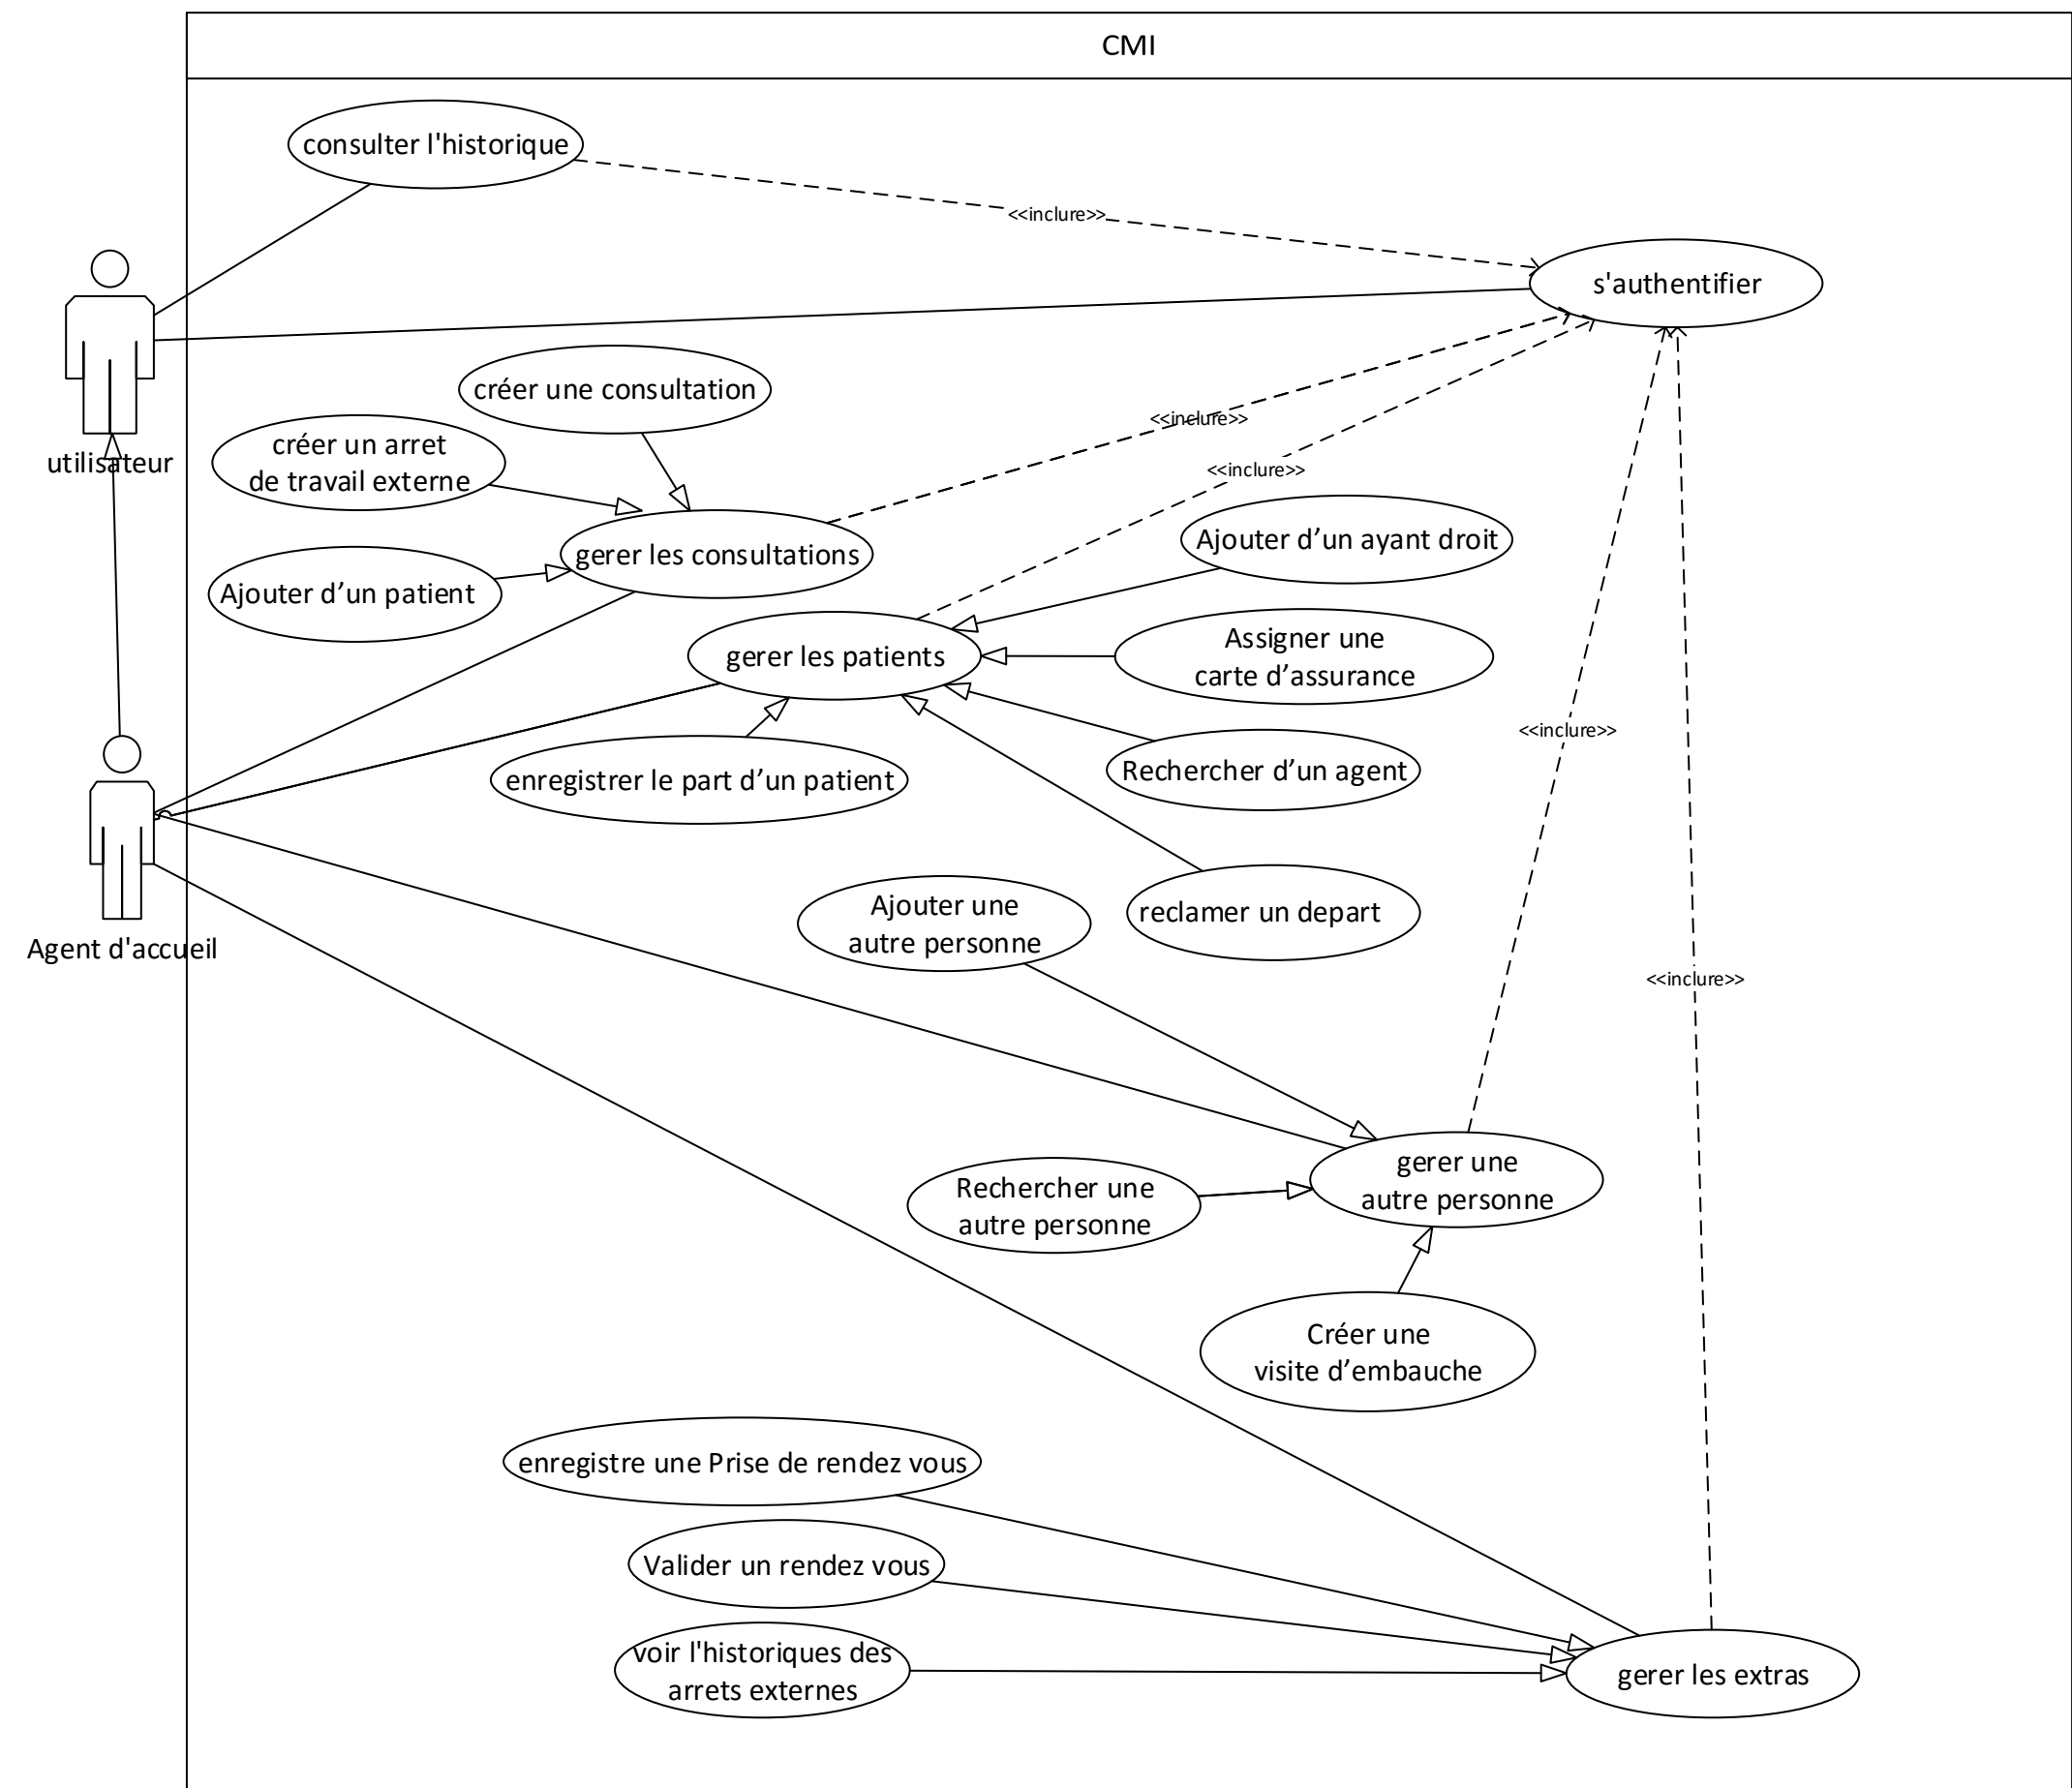 CMI
consulter l'historique
<<inclure>>
s'authentifier
utilisateur
créer une consultation
<<inclure>>
créer un arret
de travail externe
<<inclure>>
gerer les consultations
Ajouter d’un ayant droit
Ajouter d’un patient
gerer les patients
Assigner une
carte d’assurance
<<inclure>>
enregistrer le part d’un patient
Rechercher d’un agent
Agent d'accueil
Ajouter une
autre personne
reclamer un depart
<<inclure>>
gerer une
autre personne
Rechercher une
autre personne
Créer une
visite d’embauche
enregistre une Prise de rendez vous
Valider un rendez vous
voir l'historiques des
arrets externes
gerer les extras